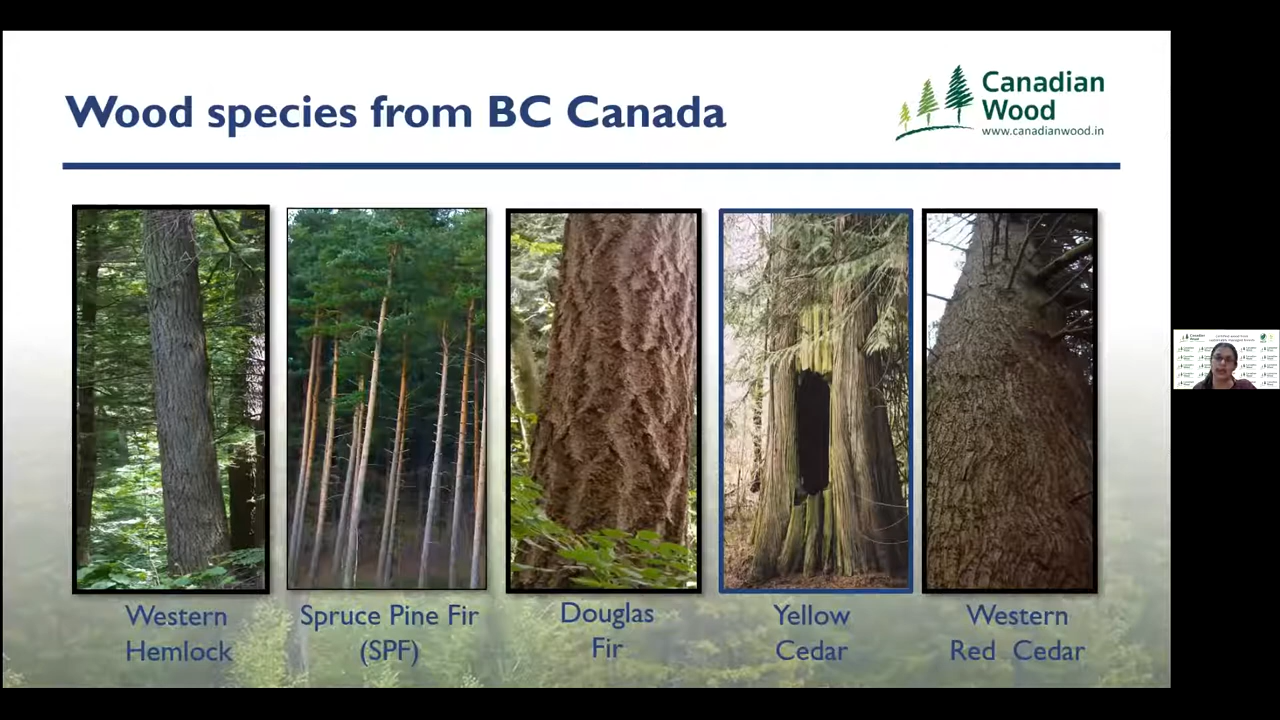 Wood species from BC Canada
Canadian
Wood
www.canadianwood.in
Western
Hemlock
Spruce Pine Fir
(SPF)
Douglas
Fir
Yellow
Cedar
Western
Red Cedar